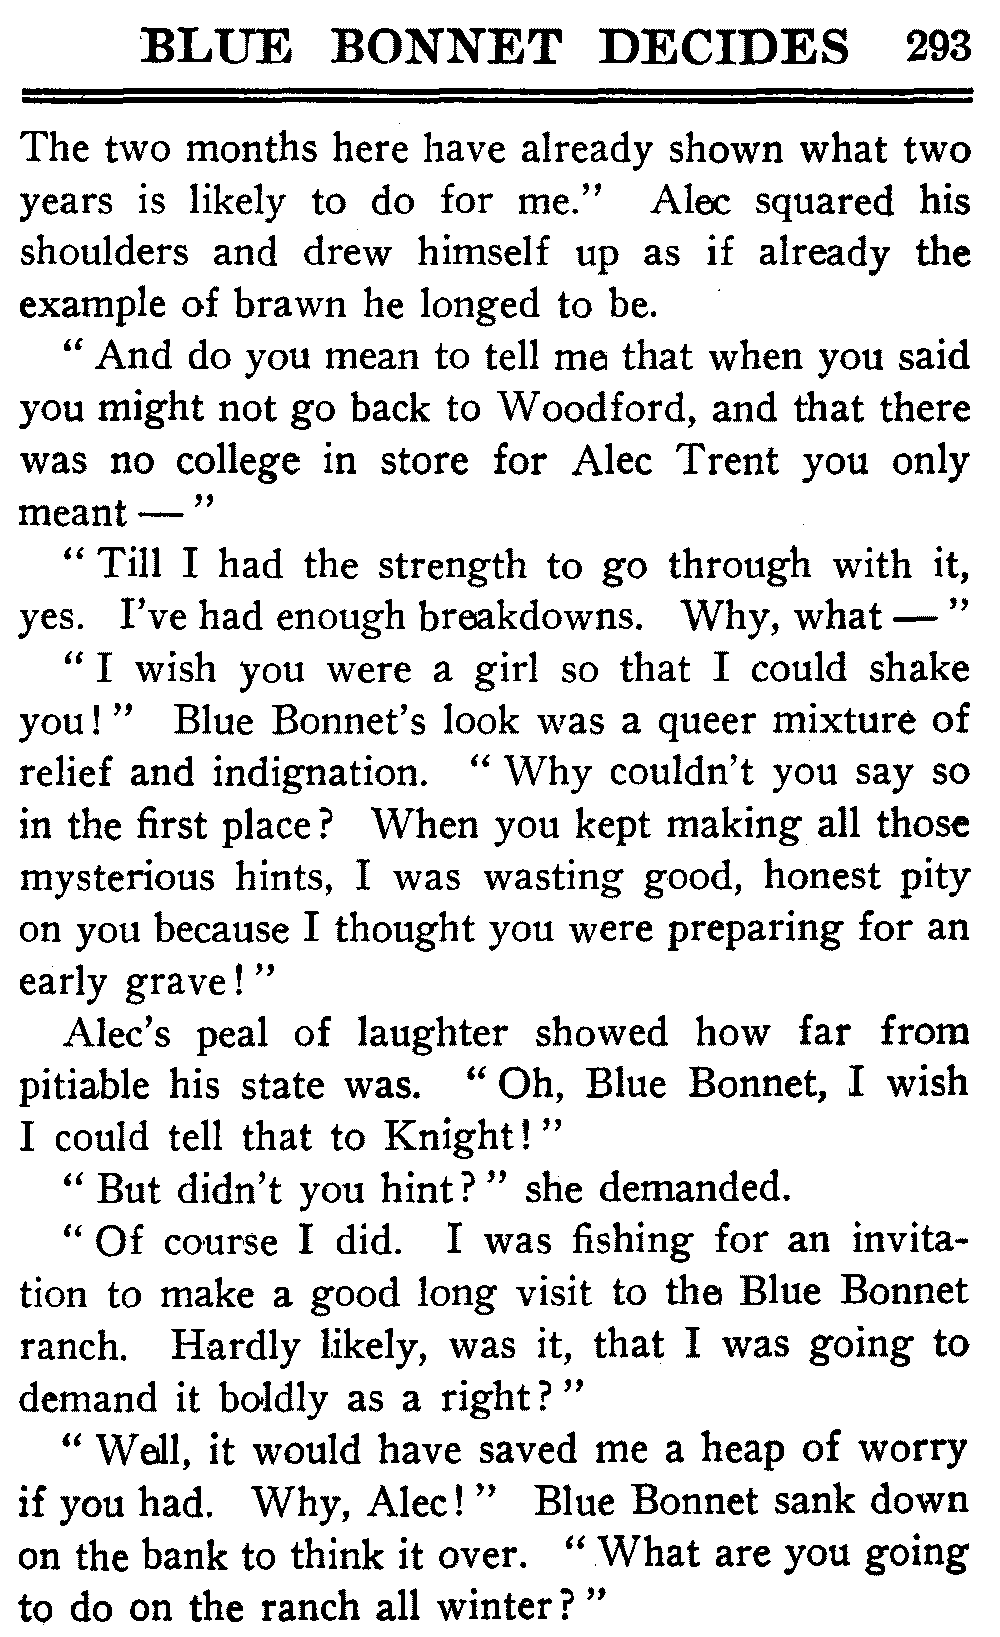 BLUE BONNET DECIDES 293
The two months here have already shown what two
years is likely to do for me." Alec squared his
shoulders and drew himself up as if already the
example of brawn he longed to be.
" And do you mean to tell me that when you said
you might not go back to Woodford, and that there
was no college in store for Alec Trent you only
meant — "
" Till I had the strength to go through with it,
yes. I've had enough breakdowns. Why, what — "
" I wish you were a girl so that I could shake
you! " Blue Bonnet's look was a queer mixture of
relief and indignation. " Why couldn't you say so
in the first place? When you kept making all those
mysterious hints, I was wasting good, honest pity
on you because I thought you were preparing for an
early grave! "
Alec's peal of laughter showed how far from
pitiable his state was. " Oh, Blue Bonnet, I wish
I could tell that to Knight! "
" But didn't you hint? " she demanded.
" Of course I did. I was fishing for an invita-
tion to make a good long visit to the Blue Bonnet
ranch. Hardly likely, was it, that I was going to
demand it boldly as a right? "
" Well, it would have saved me a heap of worry
if you had. Why, Alec! " Blue Bonnet sank down
on the bank to think it over. " What are you going
to do on the ranch all winter? "